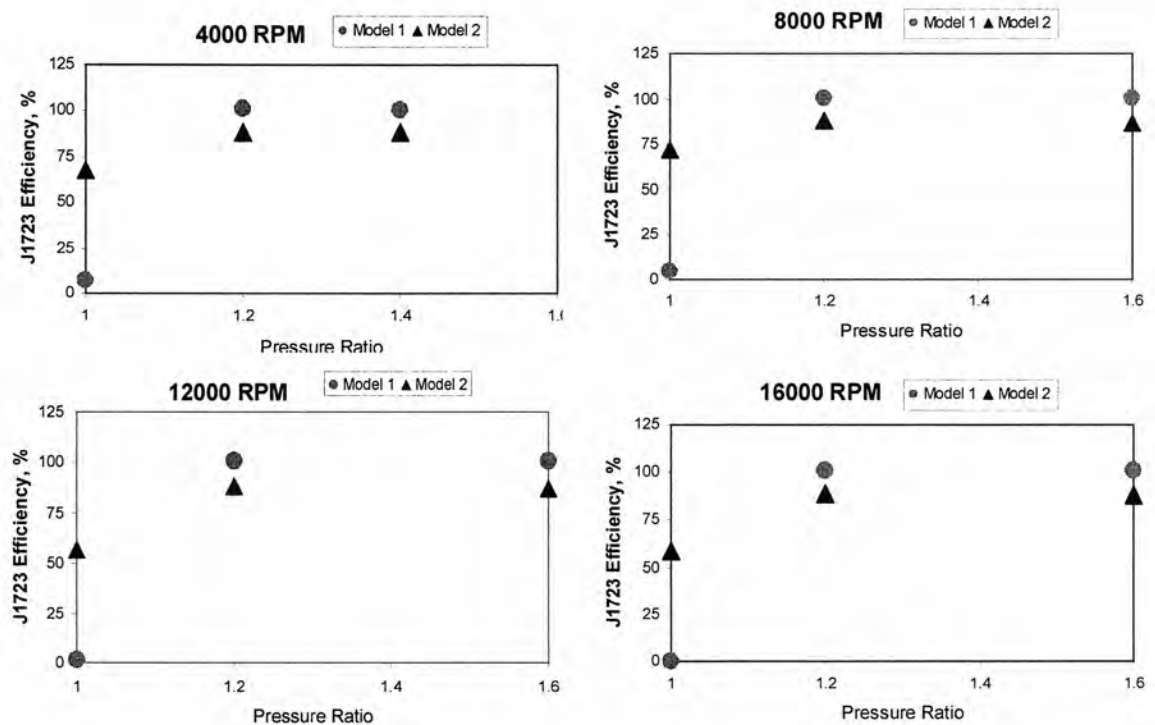 4000 RPM
Model 1 Model 2
125
100
75
50
25
0
J1723 Efficiency, %
1
1.2
1.4
1.6
Pressure Ratio
8000 RPM
Model 1 Model 2
125
100
75
50
25
0
J1723 Efficiency, %
1
1.2
1.4
1.6
Pressure Ratio
12000 RPM
Model 1 Model 2
125
100
75
50
25
0
J1723 Efficiency, %
1
1.2
1.4
1.6
Pressure Ratio
16000 RPM
Model 1 Model 2
125
100
75
50
25
0
J1723 Efficiency, %
1
1.2
1.4
1.6
Pressure Ratio